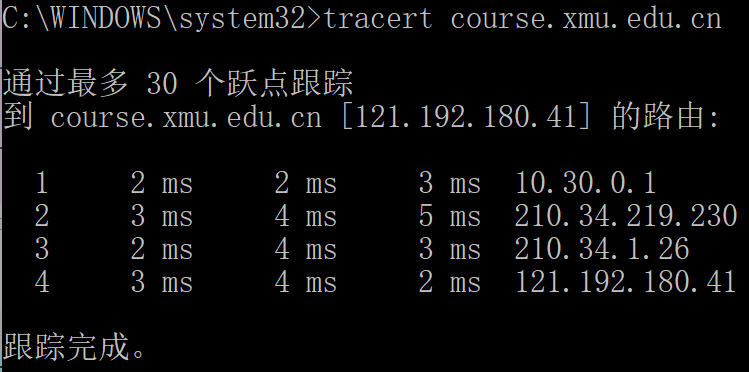 C:\WINDOWS\system32>tracert course.xmu.edu.cn
通过最多 30 个跃点跟踪
到 course.xmu.edu.cn [121.192.180.41] 的路由:
1 2 ms 2 ms 3 ms 10.30.0.1
2 3 ms 4 ms 5 ms 210.34.219.230
3 2 ms 4 ms 3 ms 210.34.1.26
4 3 ms 4 ms 2 ms 121.192.180.41
跟踪完成。